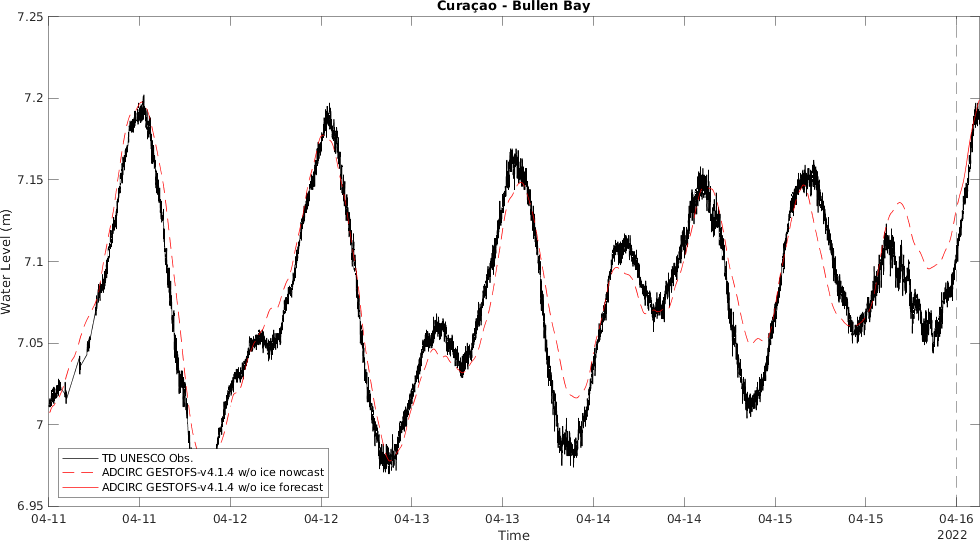 Curaçao - Bullen Bay
7.25
7.2
7.15
7.1
7.05
7
6.95
Water Level (m)
TD UNESCO Obs.
ADCIRC GESTOFS-v4.1.4 w/o ice nowcast
ADCIRC GESTOFS-v4.1.4 w/o ice forecast
04-11 04-11 04-12 04-12 04-13 04-13 04-14 04-14 04-15 04-15 04-16
Time
2022